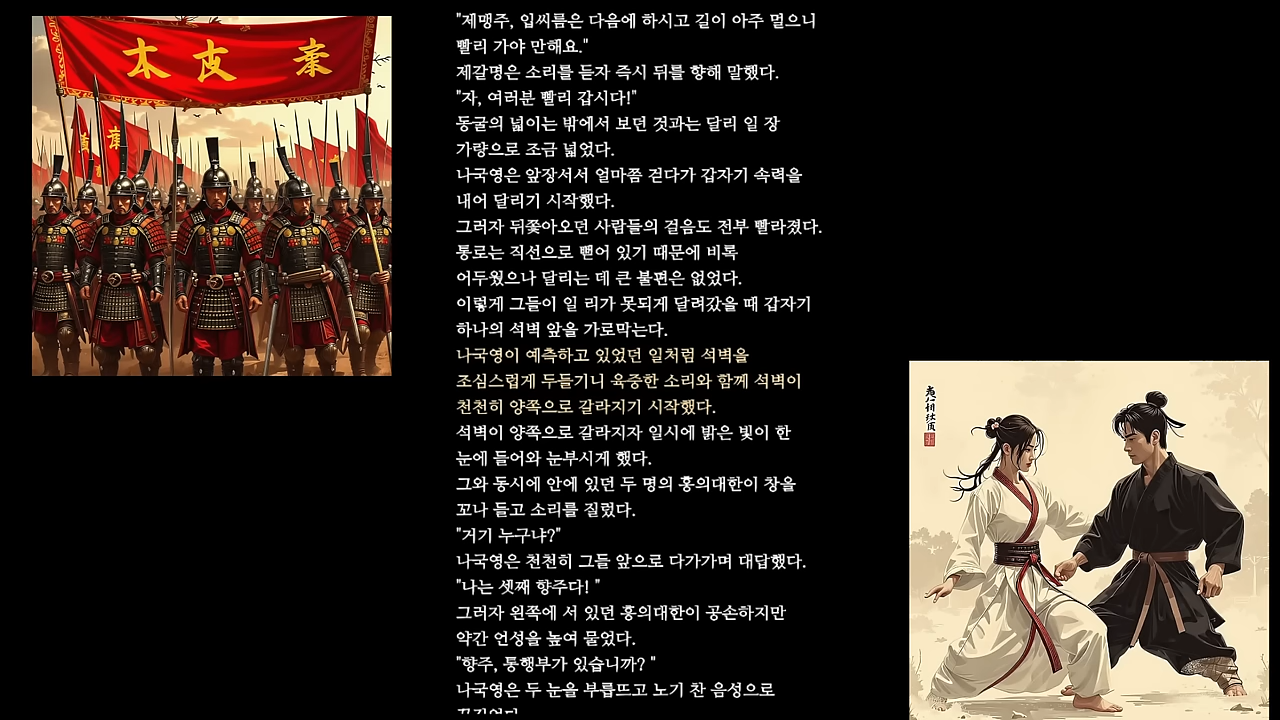 "제맹주, 입씨름은 다음에 하시고 길이 아주 멀으니
빨리 가야 만해요."
제갈명은 소리를 듣자 즉시 뒤를 향해 말했다.
"자, 여러분 빨리 갑시다!"
동굴의 넓이는 밖에서 보던 것과는 달리 일 장
가량으로 조금 넓었다.
나국영은 앞장서서 얼마쯤 걷다가 갑자기 속력을
내어 달리기 시작했다.
그러자 뒤쫓아오던 사람들의 걸음도 전부 빨라졌다.
통로는 직선으로 뻗어 있기 때문에 비록
어두웠으나 달리는 데 큰 불편은 없었다.
이렇게 그들이 일 리가 못되게 달려갔을 때 갑자기
하나의 석벽 앞을 가로막는다.
나국영이 예측하고 있었던 일처럼 석벽을
조심스럽게 두들기니 육중한 소리와 함께 석벽이
천천히 양쪽으로 갈라지기 시작했다.
석벽이 양쪽으로 갈라지자 일시에 밝은 빛이 한
눈에 들어와 눈부시게 했다.
그와 동시에 안에 있던 두 명의 홍의대한이 창을
꼬나 들고 소리를 질렀다.
"거기 누구냐?"
나국영은 천천히 그들 앞으로 다가가며 대답했다.
"나는 셋째 향주다! "
그러자 왼쪽에 서 있던 홍의대한이 공손하지만
약간 언성을 높여 묻었다.
"향주, 통행부가 있습니까? "
나국영은 두 눈을 부릅뜨고 노기 찬 음성으로